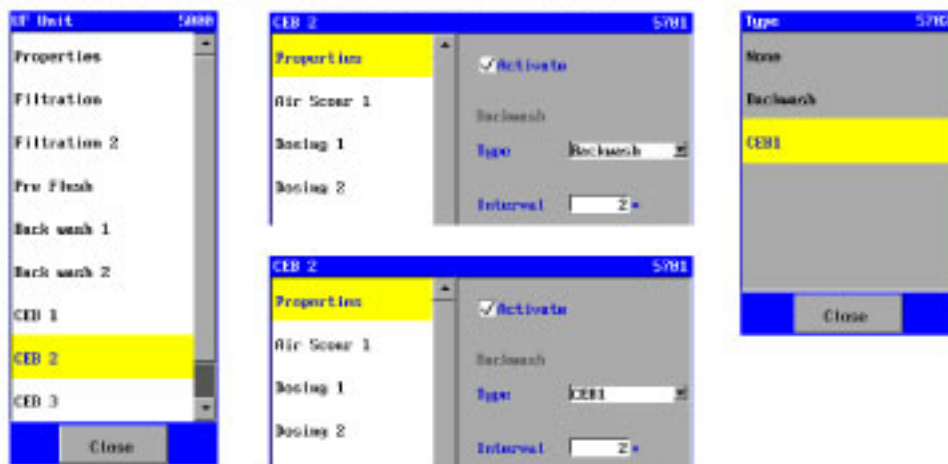 UF Unit 5000
Properties
Filtration
Filtration 2
Pre Flush
Back wash 1
Back wash 2
CEB 1
CEB 2
CEB 3
Close
CEB 2 5701
Properties
Air Scour 1
Dosing 1
Dosing 2
Activate
Backwash
Type Backwash
Interval 2 *
CEB 2 5701
Properties
Air Scour 1
Dosing 1
Dosing 2
Activate
Backwash
Type CEB1
Interval 2 *
Type 5702
None
Backwash
CEB1
Close